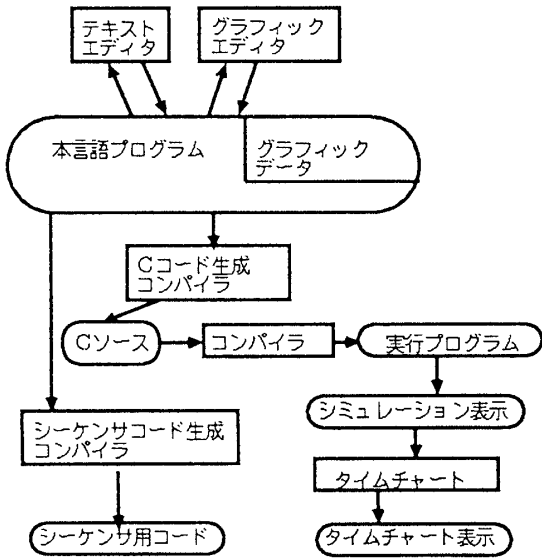 テキスト
エディタ
グラフィック
エディタ
本言語プログラム
グラフィック
データ
Cコード生成
コンパイラ
Cソース
コンパイラ
実行プログラム
シミュレーション表示
シーケンサコード生成
コンパイラ
タイムチャート
シーケンサ用コード
タイムチャート表示